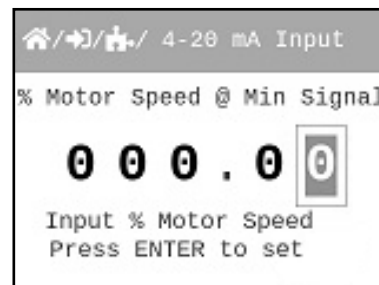 / / / 4-20 mA Input
% Motor Speed @ Min Signal
000.00
Input % Motor Speed
Press ENTER to set